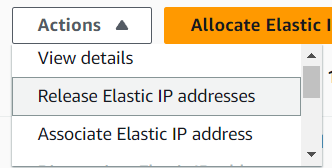 Actions
Allocate Elastic
View details
Release Elastic IP addresses
Associate Elastic IP address